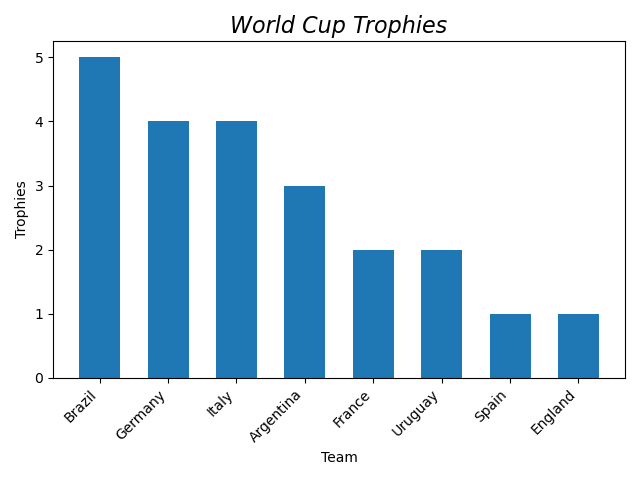 World Cup Trophies
Trophies
5
4
3
2
1
0
Brazil
Germany
Italy
Argentina
France
Uruguay
Spain
England
Team